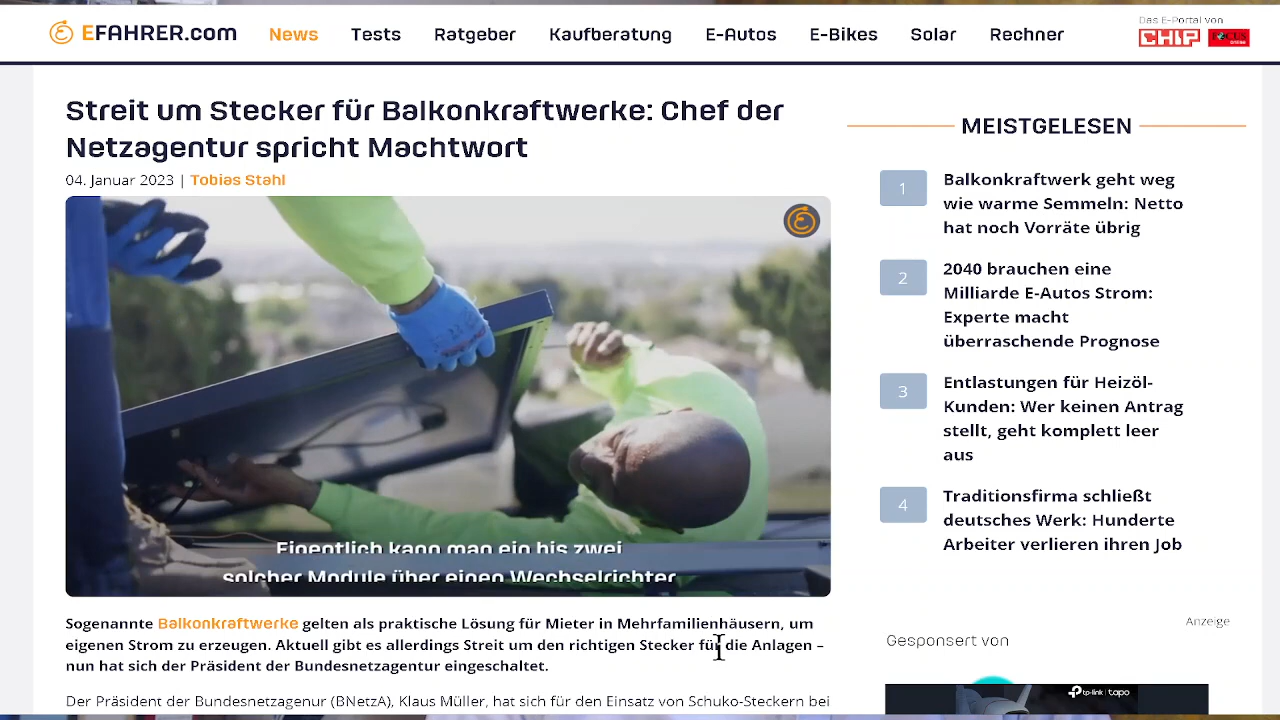 EFAHRER.com
News Tests Ratgeber Kaufberatung E-Autos E-Bikes Solar Rechner
Das E-Portal von
CHIP FOCUS
Streit um Stecker für Balkonkraftwerke: Chef der
Netzagentur spricht Machtwort
04. Januar 2023 | Tobias Stahl
Eigentlich kann man ein bis zwei
solcher Module über einen Wechselrichter
Sogenannte Balkonkraftwerke gelten als praktische Lösung für Mieter in Mehrfamilienhäusern, um
eigenen Strom zu erzeugen. Aktuell gibt es allerdings Streit um den richtigen Stecker für die Anlagen –
nun hat sich der Präsident der Bundesnetzagentur eingeschaltet.
Der Präsident der Bundesnetzagenur (BNetzA), Klaus Müller, hat sich für den Einsatz von Schuko-Steckern bei
MEISTGELESEN
1
Balkonkraftwerk geht weg
wie warme Semmeln: Netto
hat noch Vorräte übrig
2
2040 brauchen eine
Milliarde E-Autos Strom:
Experte macht
überraschende Prognose
3
Entlastungen für Heizöl-
Kunden: Wer keinen Antrag
stellt, geht komplett leer
aus
4
Traditionsfirma schließt
deutsches Werk: Hunderte
Arbeiter verlieren ihren Job
Anzeige
Gesponsert von
tp-link | tapo